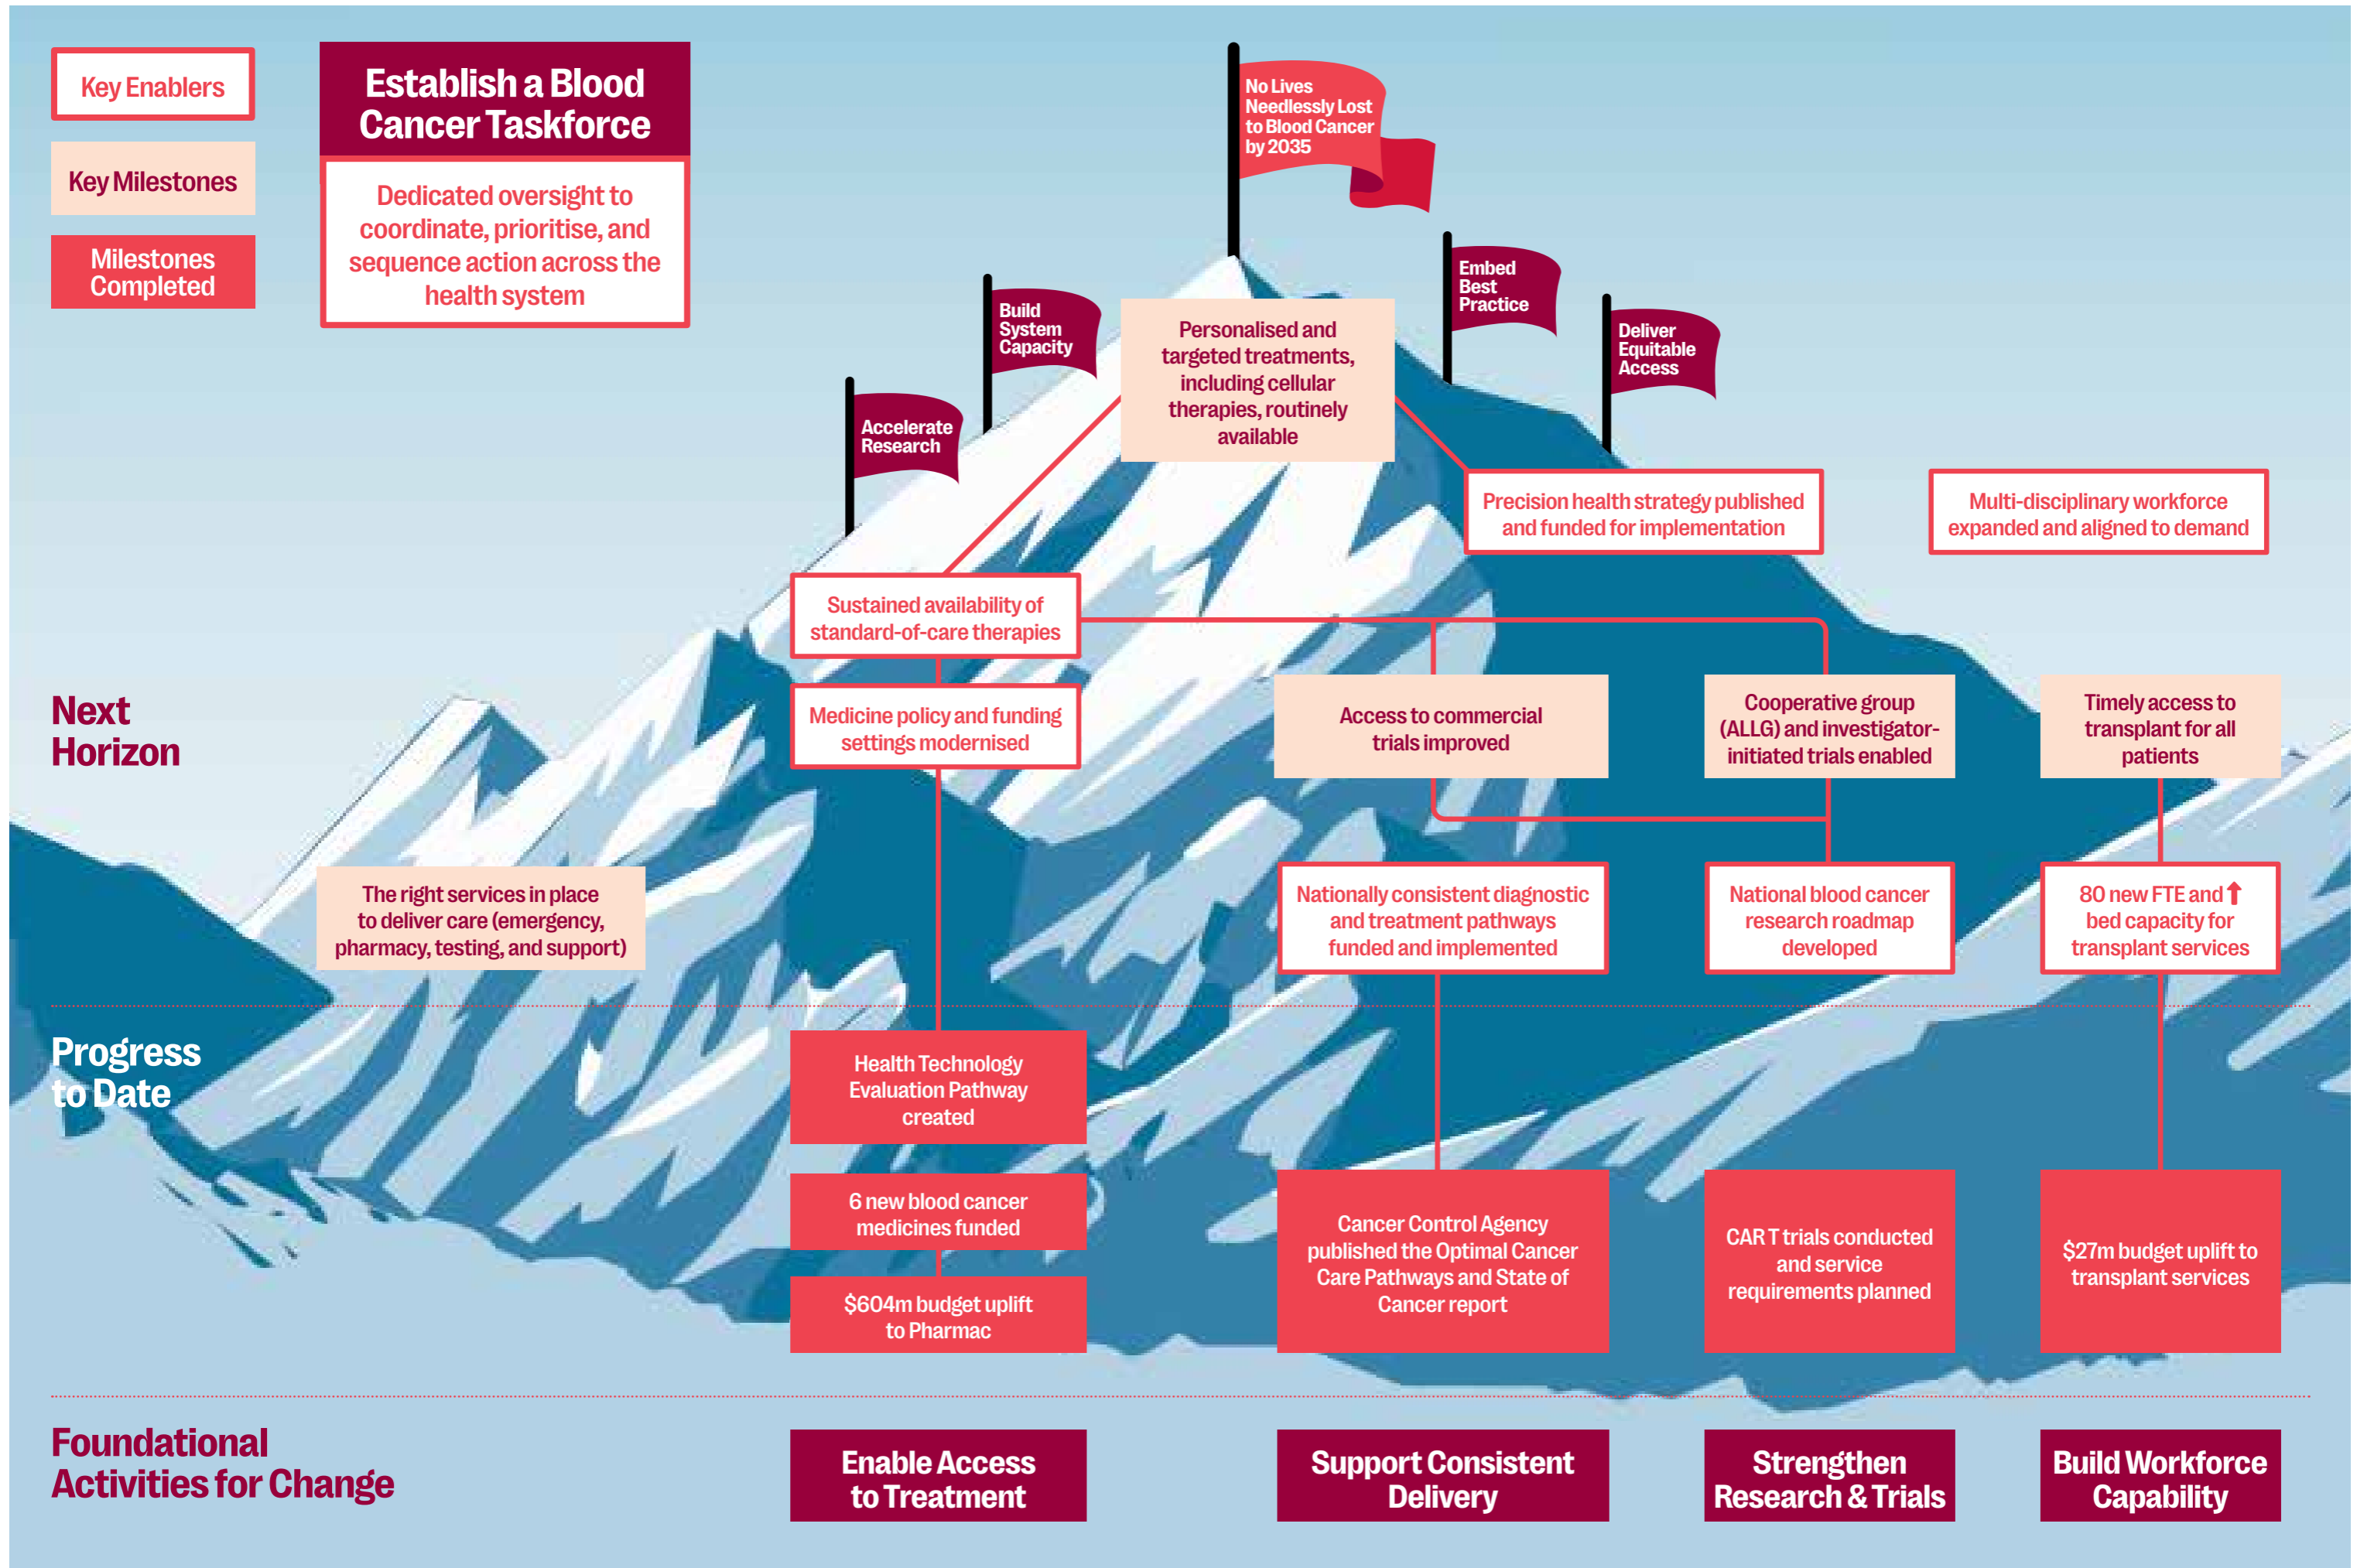 Key Enablers
Key Milestones
Milestones
Completed
Establish a Blood
Cancer Taskforce
Dedicated oversight to
coordinate, prioritise, and
sequence action across the
health system
No Lives
Needlessly Lost
to Blood Cancer
by 2035
Accelerate
Research
Build
System
Capacity
Embed
Best
Practice
Deliver
Equitable
Access
Personalised and
targeted treatments,
including cellular
therapies, routinely
available
Precision health strategy published
and funded for implementation
Multi-disciplinary workforce
expanded and aligned to demand
Sustained availability of
standard-of-care therapies
Next
Horizon
Medicine policy and funding
settings modernised
Access to commercial
trials improved
Cooperative group
(ALLG) and investigator-
initiated trials enabled
Timely access to
transplant for all
patients
The right services in place
to deliver care (emergency,
pharmacy, testing, and support)
Nationally consistent diagnostic
and treatment pathways
funded and implemented
National blood cancer
research roadmap
developed
80 new FTE and ⬆
bed capacity for
transplant services
Progress
to Date
Health Technology
Evaluation Pathway
created
6 new blood cancer
medicines funded
$604m budget uplift
to Pharmac
Cancer Control Agency
published the Optimal Cancer
Care Pathways and State of
Cancer report
CAR T trials conducted
and service
requirements planned
$27m budget uplift to
transplant services
Foundational
Activities for Change
Enable Access
to Treatment
Support Consistent
Delivery
Strengthen
Research & Trials
Build Workforce
Capability